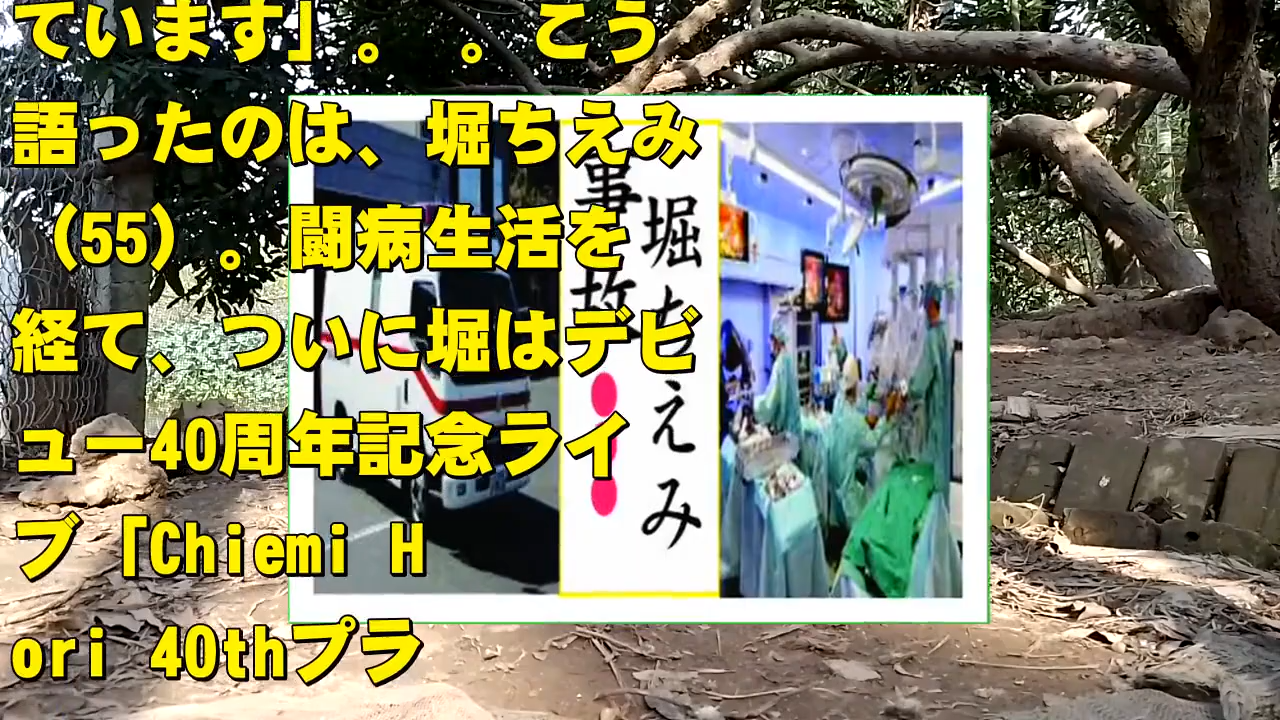 ています」。 。こう
語ったのは、堀ちえみ
（55）。闘病生活を
経て、ついに堀はデビ
ュー40周年記念ライ
ブ「Chiemi H
ori 40thプラ
堀ちえみ
事故